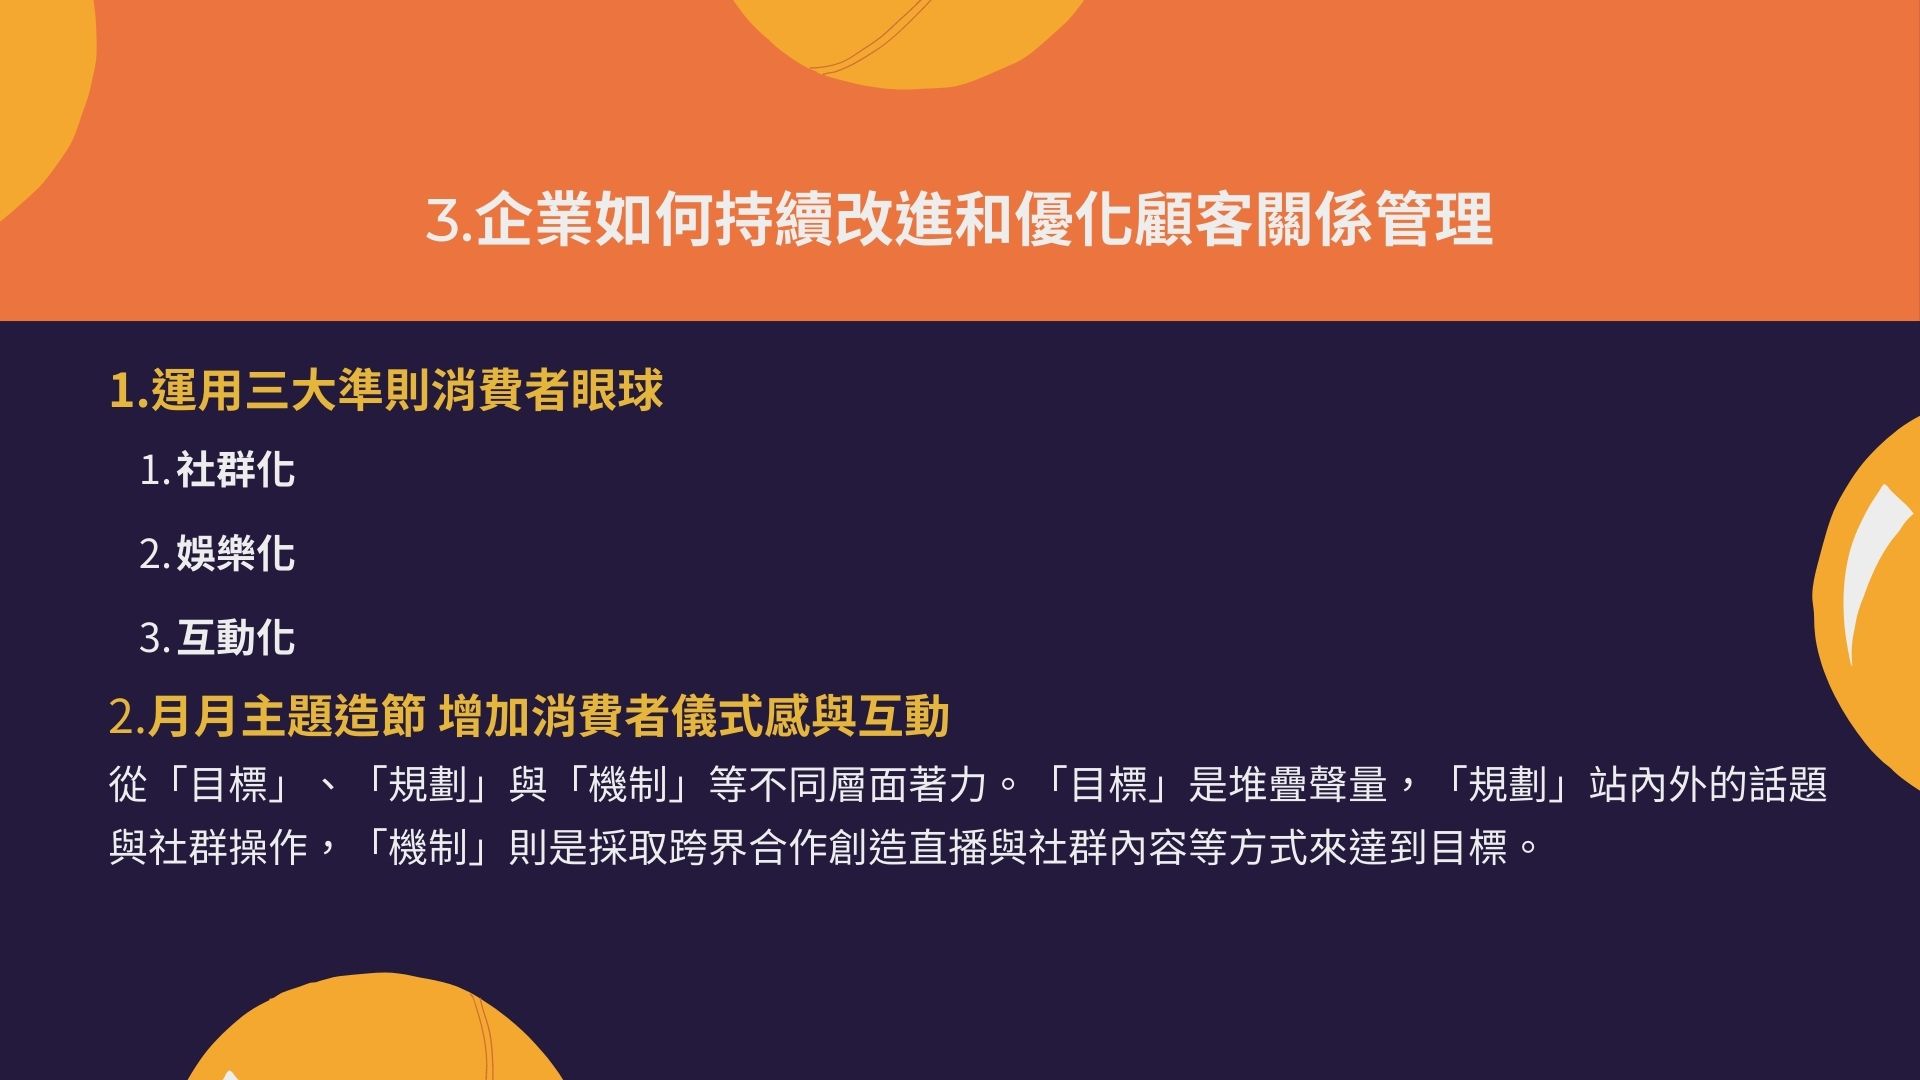 3.企業如何持續改進和優化顧客關係管理
1.運用三大準則消費者眼球
1.社群化
2.娛樂化
3.互動化
2.月月主題造節 增加消費者儀式感與互動
從「目標」、「規劃」與「機制」等不同層面著力。「目標」是堆疊聲量，「規劃」站內外的話題
與社群操作，「機制」則是採取跨界合作創造直播與社群內容等方式來達到目標。